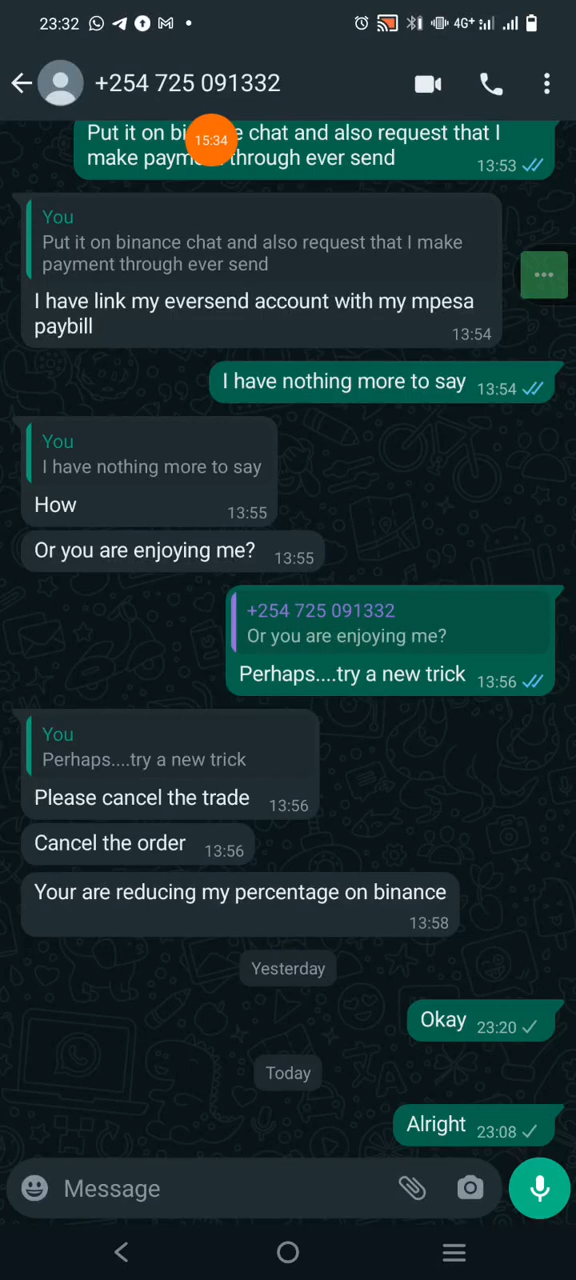 23:32
4G+
+254 725 091332
Put it on bi e chat and also request that I
make paym through ever send
13:53
15:34
You
Put it on binance chat and also request that I make
payment through ever send
I have link my eversend account with my mpesa
paybill
13:54
I have nothing more to say 13:54
You
I have nothing more to say
How
13:55
Or you are enjoying me? 13:55
+254 725 091332
Or you are enjoying me?
Perhaps....try a new trick 13:56
You
Perhaps....try a new trick
Please cancel the trade 13:56
Cancel the order 13:56
Your are reducing my percentage on binance
13:58
Yesterday
Okay 23:20
Today
Alright 23:08
Message